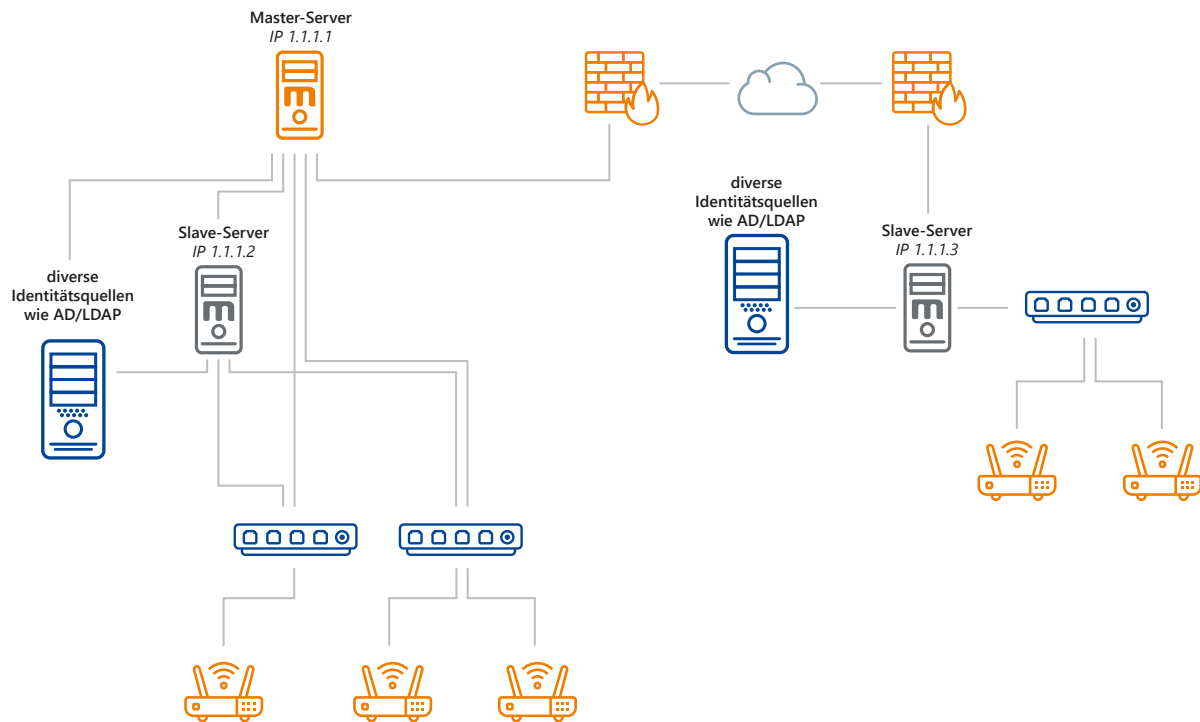 Master-Server
IP 1.1.1.1
diverse
Identitätsquellen
wie AD/LDAP
Slave-Server
IP 1.1.1.2
Slave-Server
IP 1.1.1.3
diverse
Identitätsquellen
wie AD/LDAP